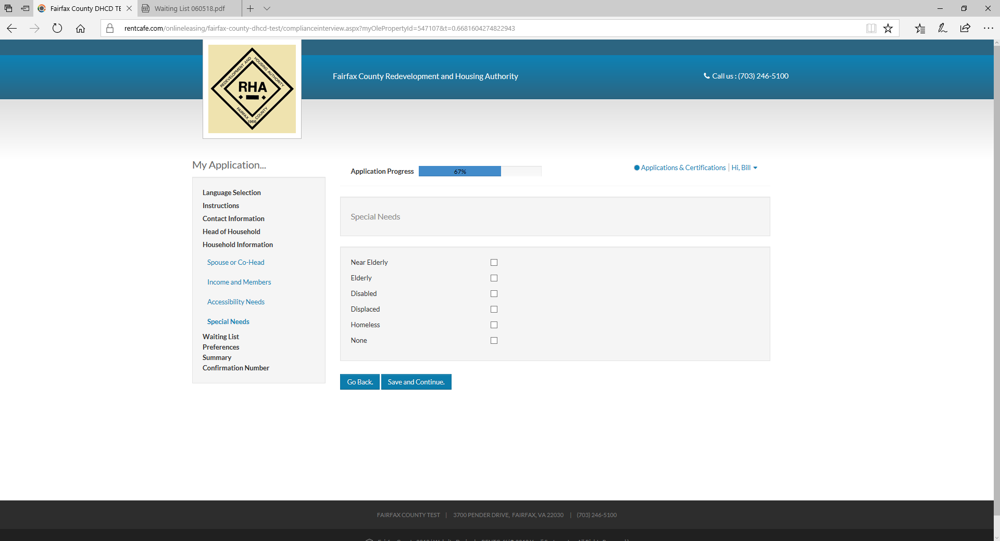 Fairfax County DHCD TE
Waiting List 060518.pdf
rentcafe.com/onlineleasing/fairfax-county-dhcd-test/complianceinterview.aspx?myOlePropertyId=547107&t=0.6681604274822943
REDEVELOPMENT AND
HOUSING AUTHORITY
RHA
FAIRFAX
COUNTY
1966
Fairfax County Redevelopment and Housing Authority
Call us : (703) 246-5100
My Application...
Language Selection
Instructions
Contact Information
Head of Household
Household Information
Spouse or Co-Head
Income and Members
Accessibility Needs
Special Needs
Waiting List
Preferences
Summary
Confirmation Number
Application Progress
67%
Applications & Certifications
Hi, Bill
Special Needs
Near Elderly
Elderly
Disabled
Displaced
Homeless
None
Go Back.
Save and Continue.
FAIRFAX COUNTY TEST | 3700 PENDER DRIVE, FAIRFAX, VA 22030 | (703) 246-5100